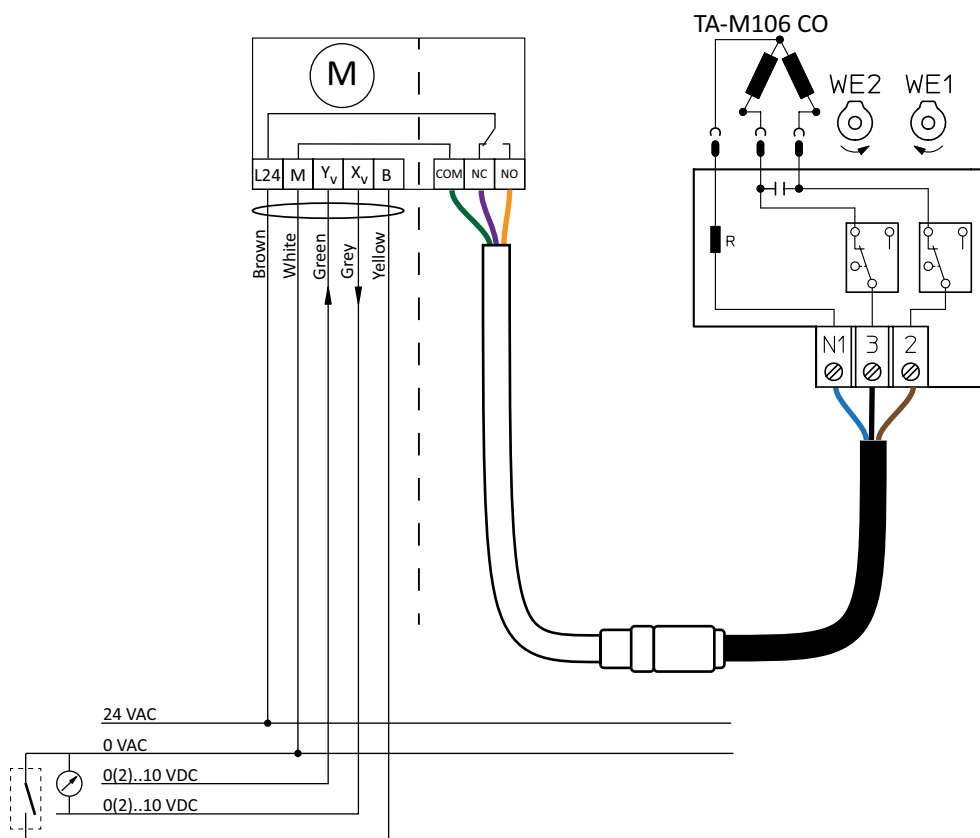 TA-M106 CO
M
WE2 WE1
L24 M Yv Xv B COM NC NO
Brown
White
Green
Grey
Yellow
R
N1 3 2
24 VAC
0 VAC
0(2)..10 VDC
0(2)..10 VDC